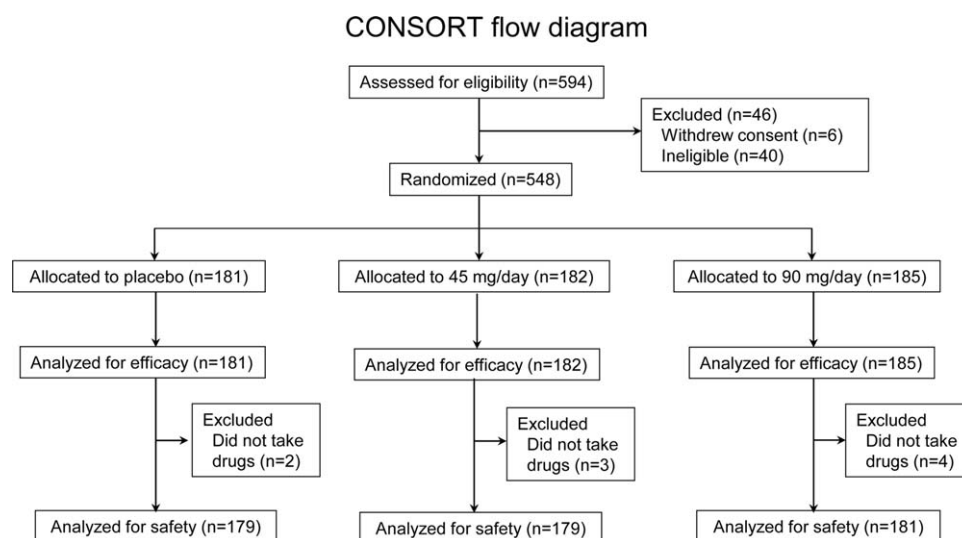 CONSORT flow diagram
Assessed for eligibility (n=594)
Excluded (n=46)
Withdrew consent (n=6)
Ineligible (n=40)
Randomized (n=548)
Allocated to placebo (n=181)
Allocated to 45 mg/day (n=182)
Allocated to 90 mg/day (n=185)
Analyzed for efficacy (n=181)
Analyzed for efficacy (n=182)
Analyzed for efficacy (n=185)
Excluded
Did not take
drugs (n=2)
Excluded
Did not take
drugs (n=3)
Excluded
Did not take
drugs (n=4)
Analyzed for safety (n=179)
Analyzed for safety (n=179)
Analyzed for safety (n=181)